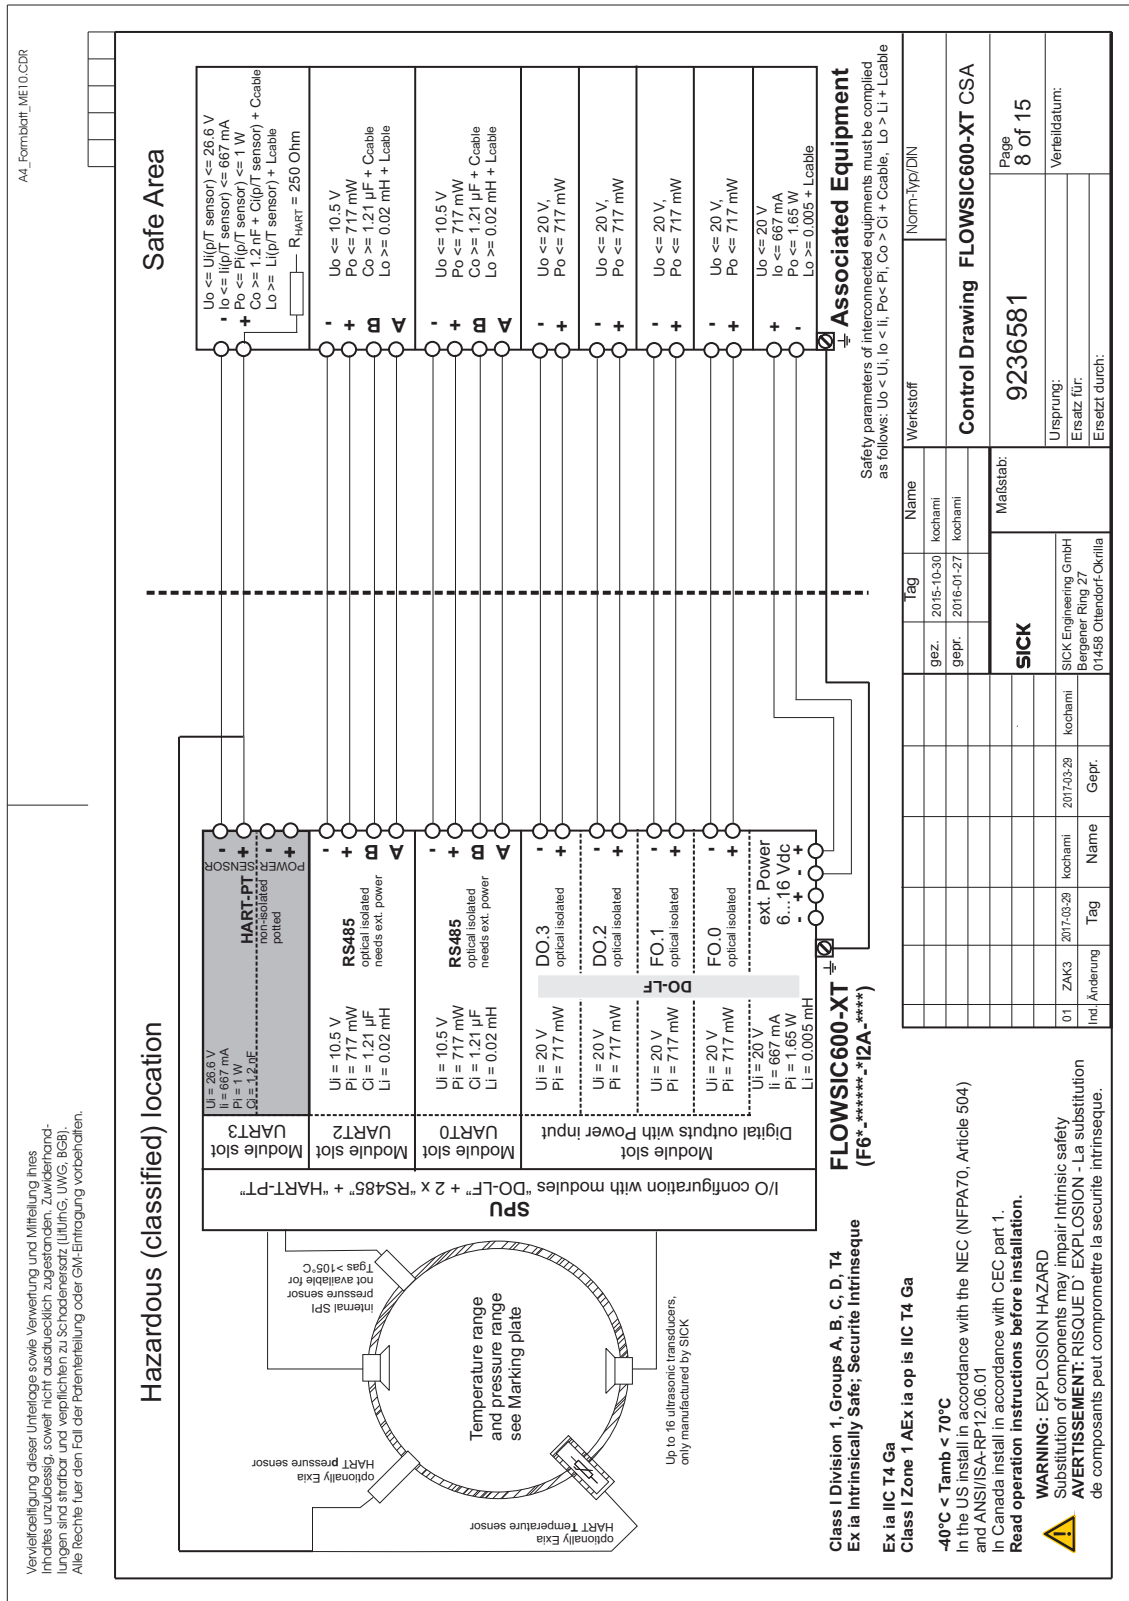 A4_Formblatt_ME10.CDR
Vervielfaeltigung dieser Unterlage sowie Verwertung und Mitteilung ihres
Inhaltes unzulaessig, soweit nicht ausdruecklich zugestanden. Zuwiderhand-
lungen sind strafbar und verpflichten zu Schadenersatz (LitUrhG, UWG, BGB).
Alle Rechte fuer den Fall der Patenterteilung oder GM-Eintragung vorbehalten.
Hazardous (classified) location
Safe Area
HART Temperature sensor
optionally Exia
HART pressure sensor
optionally Exia
internal SPI
pressure sensor
not available for
Tgas >105°C
Temperature range
and pressure range
see Marking plate
Up to 16 ultrasonic transducers,
only manufactured by SICK
SPU
I/O configuration with modules "DO-LF" + 2 x "RS485" + "HART-PT"
Module slot
UART3
Ui = 26.6 V
Ii = 667 mA
Pi = 1 W
Ci = 1,2 nF
HART-PT
non-isolated
potted
SENSOR
POWER
-
+
-
+
Module slot
UART2
Ui = 10.5 V
Pi = 717 mW
Ci = 1.21 µF
Li = 0.02 mH
RS485
optical isolated
needs ext. power
-
+
B
A
Module slot
UART0
Ui = 10.5 V
Pi = 717 mW
Ci = 1.21 µF
Li = 0.02 mH
RS485
optical isolated
needs ext. power
-
+
B
A
Module slot
Digital outputs with Power input
DO-LF
Ui = 20 V
Pi = 717 mW
DO.3
optical isolated
-
+
Ui = 20 V
Pi = 717 mW
DO.2
optical isolated
-
+
Ui = 20 V
Pi = 717 mW
FO.1
optical isolated
-
+
Ui = 20 V
Pi = 717 mW
FO.0
optical isolated
-
+
Ui = 20 V
Ii = 667 mA
Pi = 1.65 W
Li = 0.005 mH
ext. Power
6...16 Vdc
- + - +
FLOWSIC600-XT
(F6*-******-*I2A-****)
Uo <= Ui(p/T sensor) <= 26.6 V
Io <= Ii(p/T sensor) <= 667 mA
Po <= Pi(p/T sensor) <= 1 W
Co >= 1.2 nF + Ci(p/T sensor) + Ccable
Lo >= Li(p/T sensor) + Lcable
-
+
RHART = 250 Ohm
Uo <= 10.5 V
Po <= 717 mW
Co >= 1.21 µF + Ccable
Lo >= 0.02 mH + Lcable
-
+
B
A
Uo <= 10.5 V
Po <= 717 mW
Co >= 1.21 µF + Ccable
Lo >= 0.02 mH + Lcable
-
+
B
A
Uo <= 20 V,
Po <= 717 mW
-
+
Uo <= 20 V,
Po <= 717 mW
-
+
Uo <= 20 V,
Po <= 717 mW
-
+
Uo <= 20 V,
Po <= 717 mW
-
+
Uo <= 20 V
Io <= 667 mA
Po <= 1.65 W
Lo >= 0.005 + Lcable
+
-
Associated Equipment
Safety parameters of interconnected equipments must be complied
as follows: Uo < Ui, Io < Ii, Po< Pi, Co > Ci + Ccable, Lo > Li + Lcable
Class I Division 1, Groups A, B, C, D, T4
Ex ia Intrinsically Safe; Securite Intrinseque
Ex ia IIC T4 Ga
Class I Zone 1 AEx ia op is IIC T4 Ga
-40°C < Tamb < 70°C
In the US install in accordance with the NEC (NFPA70, Article 504)
and ANSI/ISA-RP12.06.01
In Canada install in accordance with CEC part 1.
Read operation instructions before installation.
WARNING: EXPLOSION HAZARD
Substitution of components may impair Intrinsic safety
AVERTISSEMENT: RISQUE D` EXPLOSION - La substitution
de composants peut compromettre la securite intrinseque.
Tag Name Werkstoff Norm-Typ/DIN
gez. 2015-10-30 kochami
gepr. 2016-01-27 kochami
Control Drawing FLOWSIC600-XT CSA
SICK
Maßstab:
9236581
Page
8 of 15
SICK Engineering GmbH
Bergener Ring 27
01458 Ottendorf-Okrilla
Ursprung:
Ersatz für:
Ersetzt durch:
Verteildatum:
01 ZAK3 2017-03-29 kochami 2017-03-29 kochami
Ind. Änderung Tag Name Gepr.